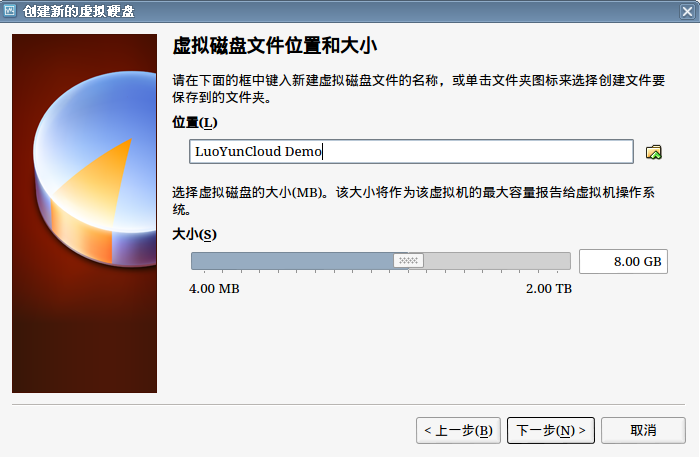 创建新的虚拟硬盘
虚拟磁盘文件位置和大小
请在下面的框中键入新建虚拟磁盘文件的名称，或单击文件夹图标来选择创建文件要
保存到的文件夹。
位置(L)
LuoYunCloud Demo
选择虚拟磁盘的大小(MB)。该大小将作为该虚拟机的最大容量报告给虚拟机操作系
统。
大小(S)
8.00 GB
4.00 MB 2.00 TB
< 上一步(B) 下一步(N) > 取消